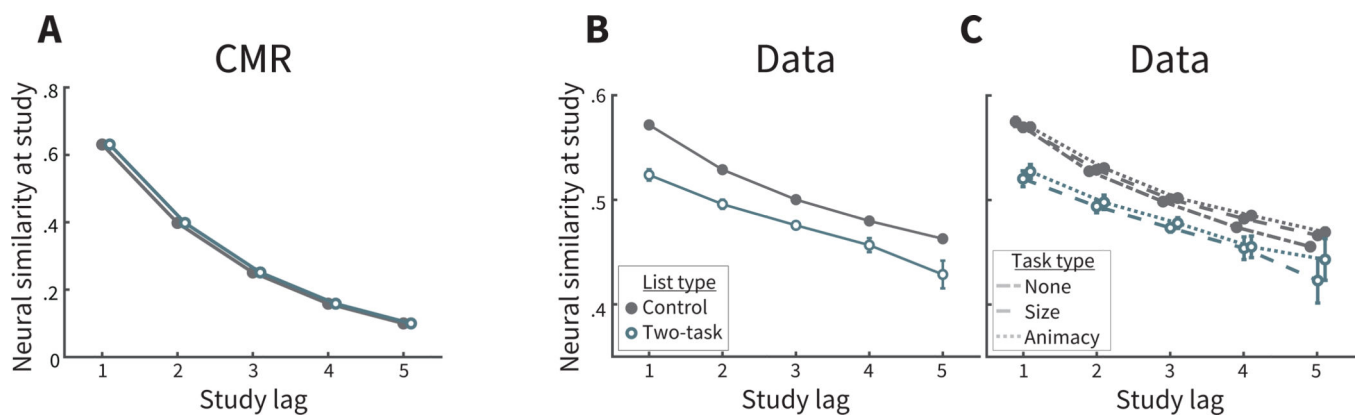 A
CMR
Neural similarity at study
.8
.6
.4
.2
0
1 2 3 4 5
Study lag
B
Data
Neural similarity at study
.6
.5
.4
List type
Control
Two-task
1 2 3 4 5
Study lag
C
Data
Task type
None
Size
Animacy
1 2 3 4 5
Study lag